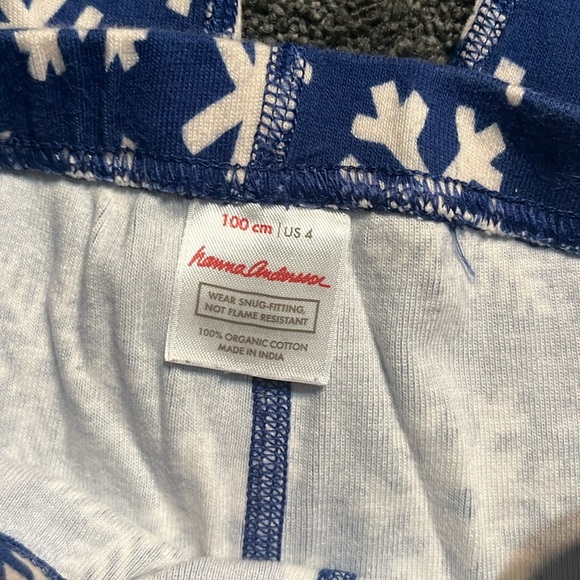 100 cm | US 4
hanna andersson
WEAR SNUG-FITTING,
NOT FLAME RESISTANT
100% ORGANIC COTTON
MADE IN INDIA